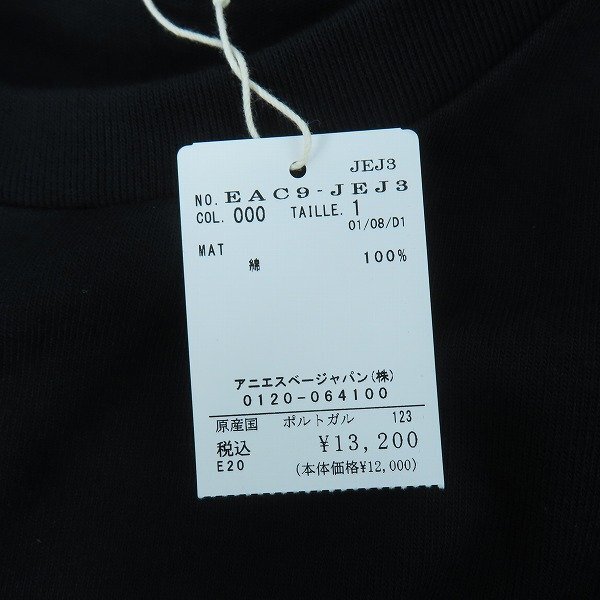 JEJ3
NO. EAC9-JEJ3
COL. 000 TAILLE. 1
01/08/D1
MAT
綿 100%
アニエスベージャパン(株)
0120-064100
原産国 ポルトガル 123
税込 ¥13,200
E20 (本体価格¥12,000)